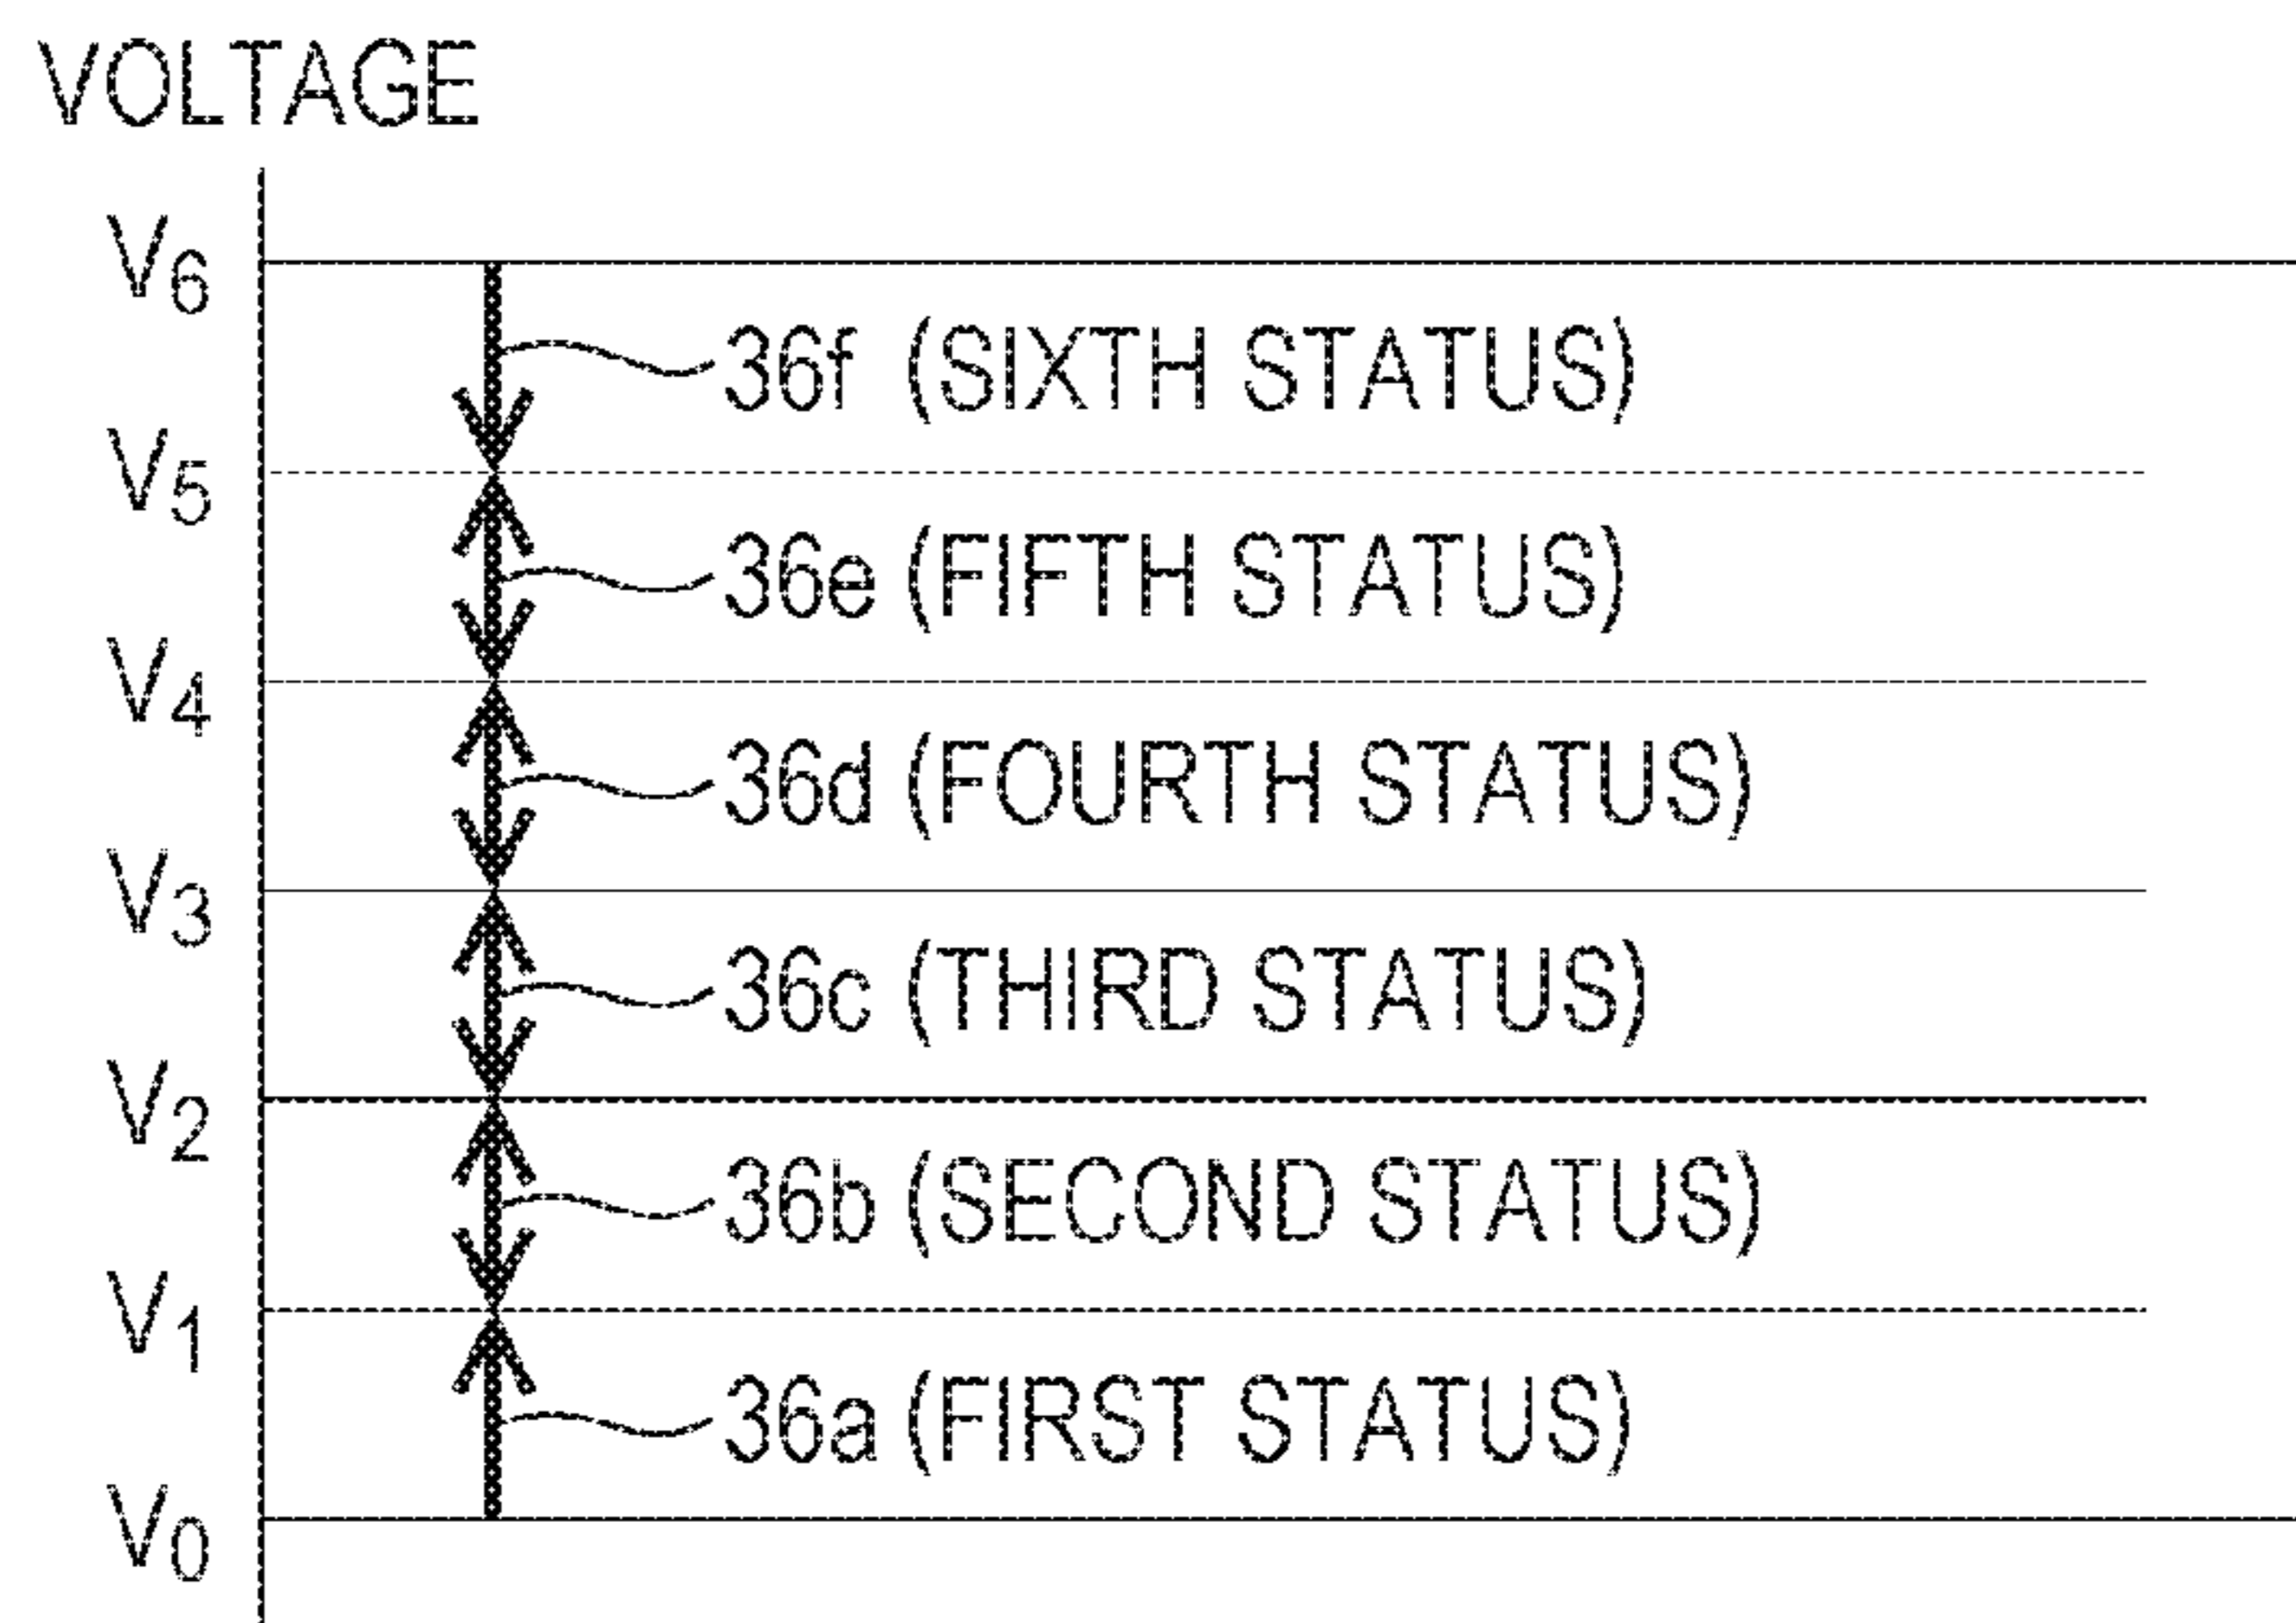 VOLTAGE
V6
36f (SIXTH STATUS)
V5
36e (FIFTH STATUS)
V4
36d (FOURTH STATUS)
V3
36c (THIRD STATUS)
V2
36b (SECOND STATUS)
V1
36a (FIRST STATUS)
V0